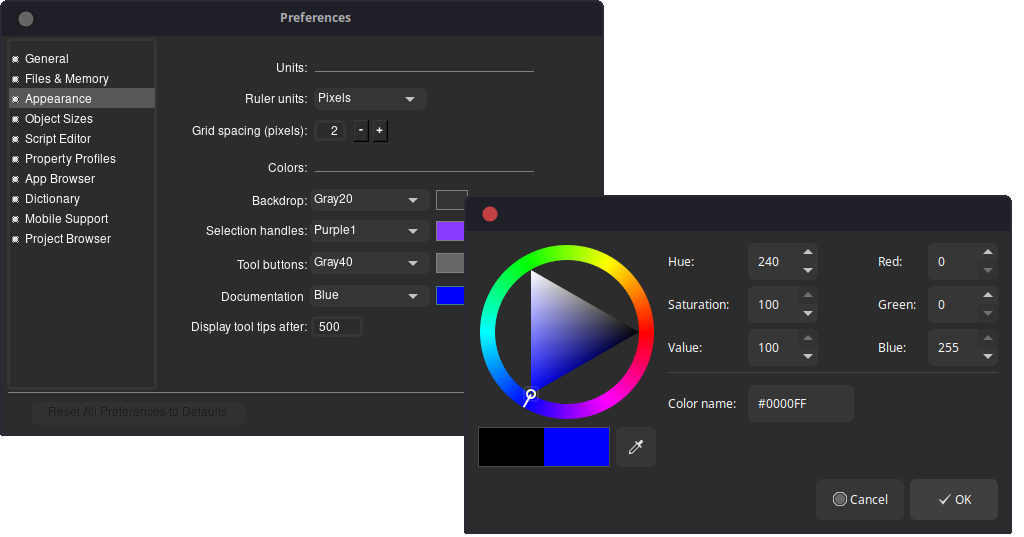 Preferences
General
Files & Memory
Appearance
Object Sizes
Script Editor
Property Profiles
App Browser
Dictionary
Mobile Support
Project Browser
Units:
Ruler units: Pixels
Grid spacing (pixels): 2 - +
Colors:
Backdrop: Gray20
Selection handles: Purple1
Tool buttons: Gray40
Documentation Blue
Display tool tips after: 500
Reset All Preferences to Defaults
Hue: 240 Red: 0
Saturation: 100 Green: 0
Value: 100 Blue: 255
Color name: #0000FF
Cancel OK